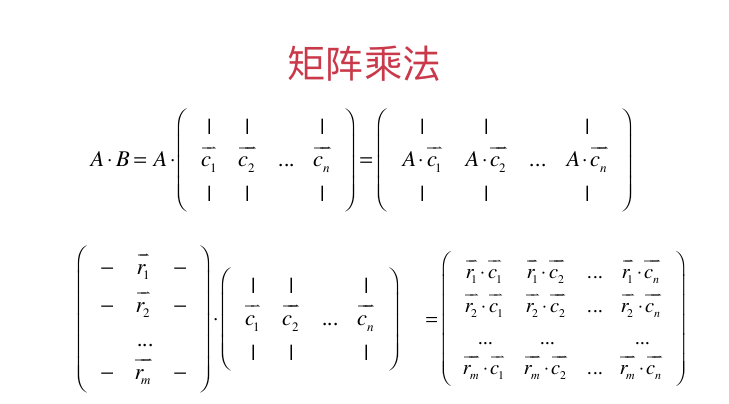 矩阵乘法
$A \cdot B = A \cdot \begin{pmatrix} | & | & & | \\ \overline{c_1} & \overline{c_2} & \dots & \overline{c_n} \\ | & | & & | \end{pmatrix} = \begin{pmatrix} | & | & & | \\ A \cdot \overline{c_1} & A \cdot \overline{c_2} & \dots & A \cdot \overline{c_n} \\ | & | & & | \end{pmatrix}$
$\begin{pmatrix} - & \overline{r_1} & - \\ - & \overline{r_2} & - \\ & \dots & \\ - & \overline{r_m} & - \end{pmatrix} \cdot \begin{pmatrix} | & | & & | \\ \overline{c_1} & \overline{c_2} & \dots & \overline{c_n} \\ | & | & & | \end{pmatrix} = \begin{pmatrix} \overline{r_1} \cdot \overline{c_1} & \overline{r_1} \cdot \overline{c_2} & \dots & \overline{r_1} \cdot \overline{c_n} \\ \overline{r_2} \cdot \overline{c_1} & \overline{r_2} \cdot \overline{c_2} & \dots & \overline{r_2} \cdot \overline{c_n} \\ \dots & \dots & & \dots \\ \overline{r_m} \cdot \overline{c_1} & \overline{r_m} \cdot \overline{c_2} & \dots & \overline{r_m} \cdot \overline{c_n} \end{pmatrix}$